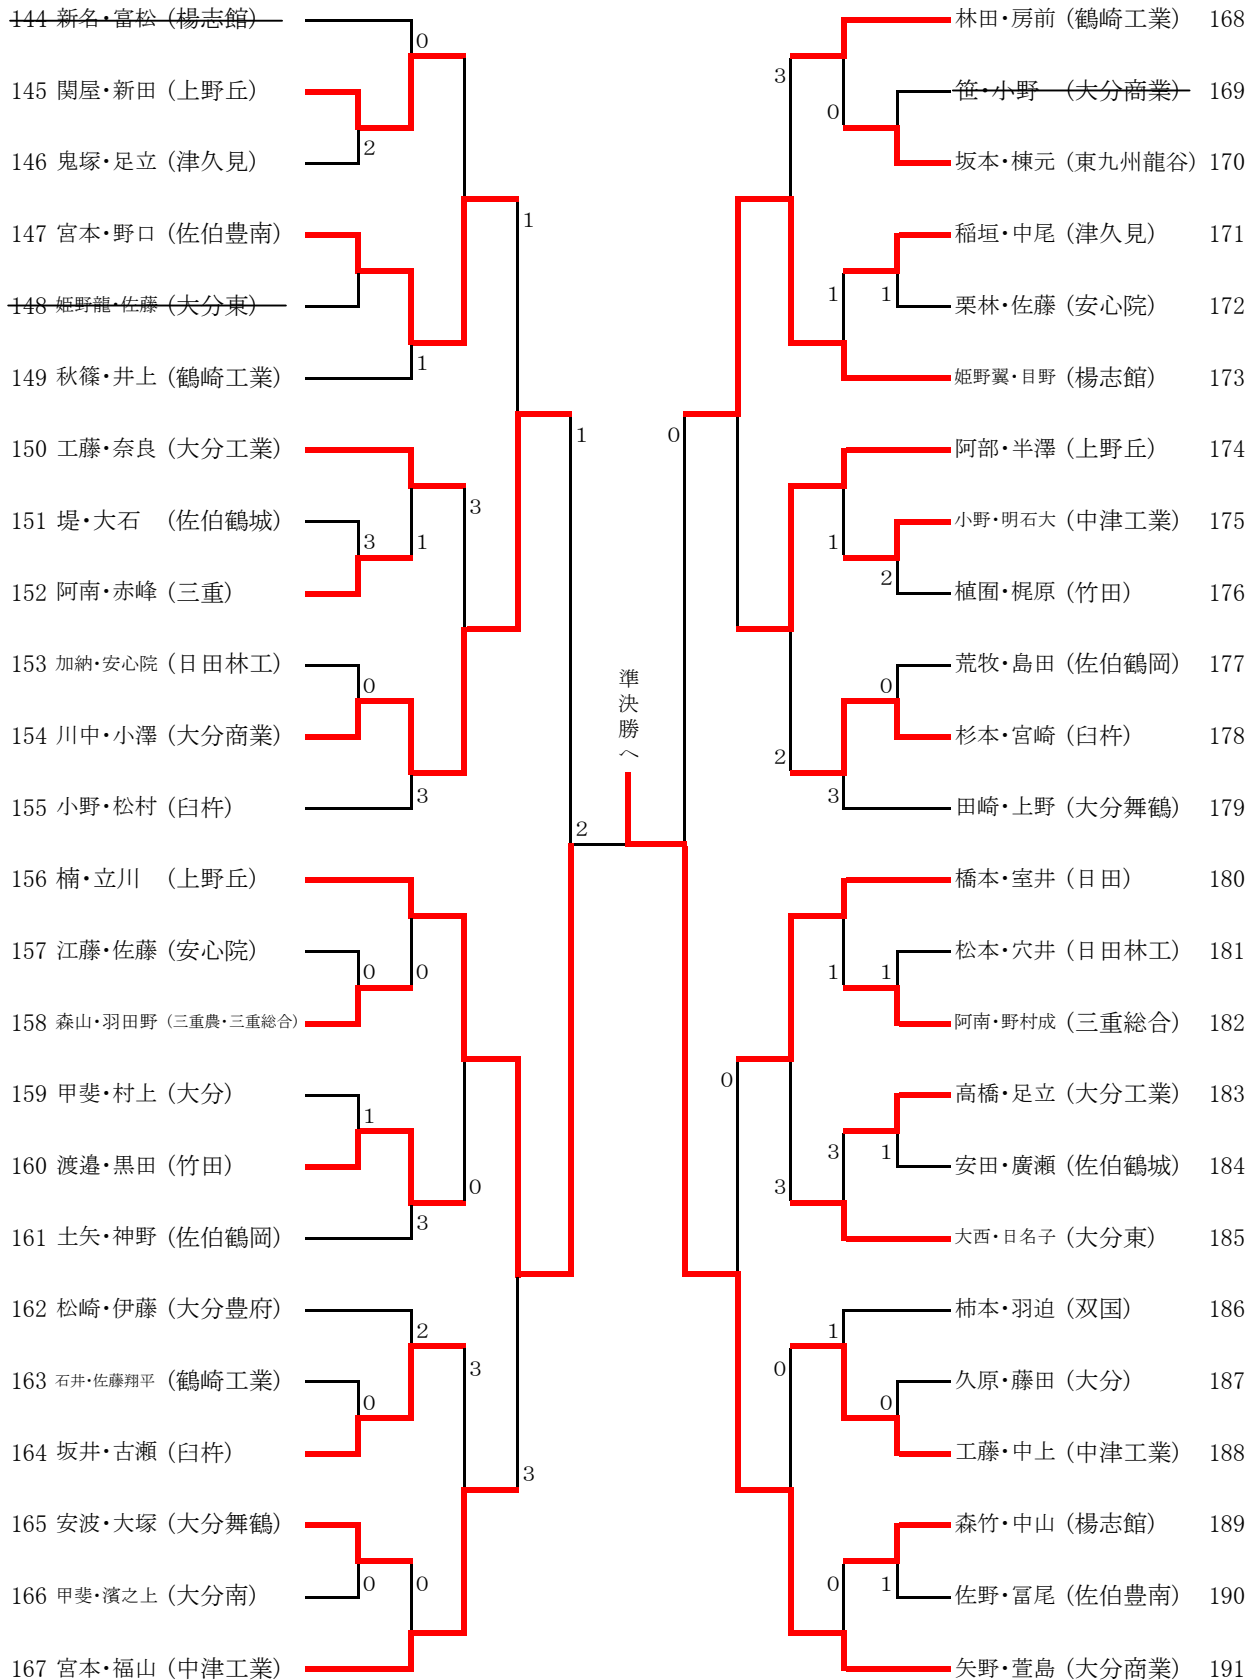 144 新名・富松 (楊志館)
145 関屋・新田 (上野丘)
146 鬼塚・足立 (津久見)
147 宮本・野口 (佐伯豊南)
148 姫野龍・佐藤 (大分東)
149 秋篠・井上 (鶴崎工業)
150 工藤・奈良 (大分工業)
151 堤・大石 (佐伯鶴城)
152 阿南・赤峰 (三重)
153 加納・安心院 (日田林工)
154 川中・小澤 (大分商業)
155 小野・松村 (臼杵)
156 楠・立川 (上野丘)
157 江藤・佐藤 (安心院)
158 森山・羽田野 (三重農・三重総合)
159 甲斐・村上 (大分)
160 渡邉・黒田 (竹田)
161 土矢・神野 (佐伯鶴岡)
162 松崎・伊藤 (大分豊府)
163 石井・佐藤翔平 (鶴崎工業)
164 坂井・古瀬 (臼杵)
165 安波・大塚 (大分舞鶴)
166 甲斐・濱之上 (大分南)
167 宮本・福山 (中津工業)
0
2
1
1
3
1
3
0
3
1
0
0
1
0
3
2
0
3
0
0
3
2
準決勝へ
0
3
0
1
1
1
2
0
2
3
0
1
1
3
1
3
1
0
0
0
1
林田・房前 (鶴崎工業) 168
笹・小野 (大分商業) 169
坂本・棟元 (東九州龍谷) 170
稲垣・中尾 (津久見) 171
栗林・佐藤 (安心院) 172
姫野翼・目野 (楊志館) 173
阿部・半澤 (上野丘) 174
小野・明石大 (中津工業) 175
植囿・梶原 (竹田) 176
荒牧・島田 (佐伯鶴岡) 177
杉本・宮崎 (臼杵) 178
田崎・上野 (大分舞鶴) 179
橋本・室井 (日田) 180
松本・穴井 (日田林工) 181
阿南・野村成 (三重総合) 182
高橋・足立 (大分工業) 183
安田・廣瀬 (佐伯鶴城) 184
大西・日名子 (大分東) 185
柿本・羽迫 (双国) 186
久原・藤田 (大分) 187
工藤・中上 (中津工業) 188
森竹・中山 (楊志館) 189
佐野・冨尾 (佐伯豊南) 190
矢野・萱島 (大分商業) 191